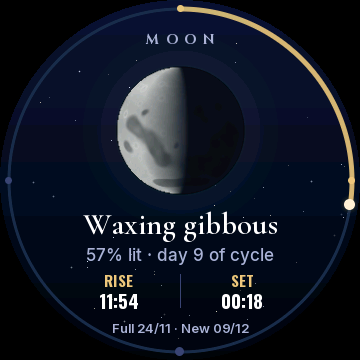 MOON
Waxing gibbous
57% lit · day 9 of cycle
RISE SET
11:54 00:18
Full 24/11 · New 09/12